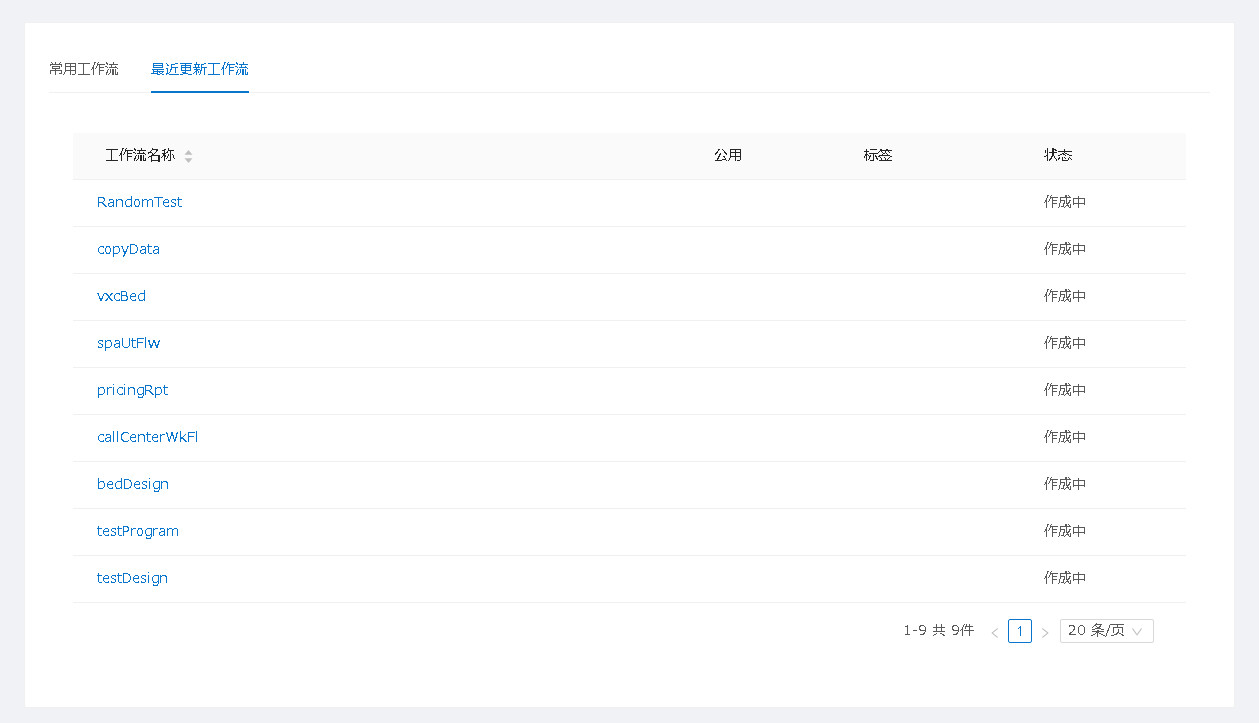 常用工作流 最近更新工作流
工作流名称 公用 标签 状态
RandomTest 作成中
copyData 作成中
vxcBed 作成中
spaUtFlw 作成中
pricingRpt 作成中
callCenterWkFl 作成中
bedDesign 作成中
testProgram 作成中
testDesign 作成中
1-9 共 9件 < 1 > 20 条/页